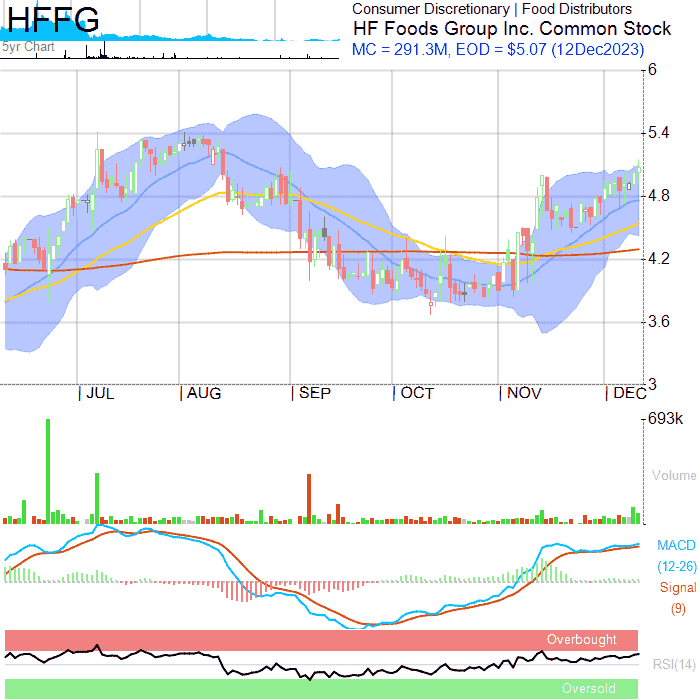 HFFG
Consumer Discretionary | Food Distributors
HF Foods Group Inc. Common Stock
5yr Chart
MC = 291.3M, EOD = $5.07 (12Dec2023)
6
5.4
4.8
4.2
3.6
3
| JUL | AUG | SEP | OCT | NOV | DEC
693k
Volume
MACD
(12-26)
Signal
(9)
Overbought
RSI(14)
Oversold